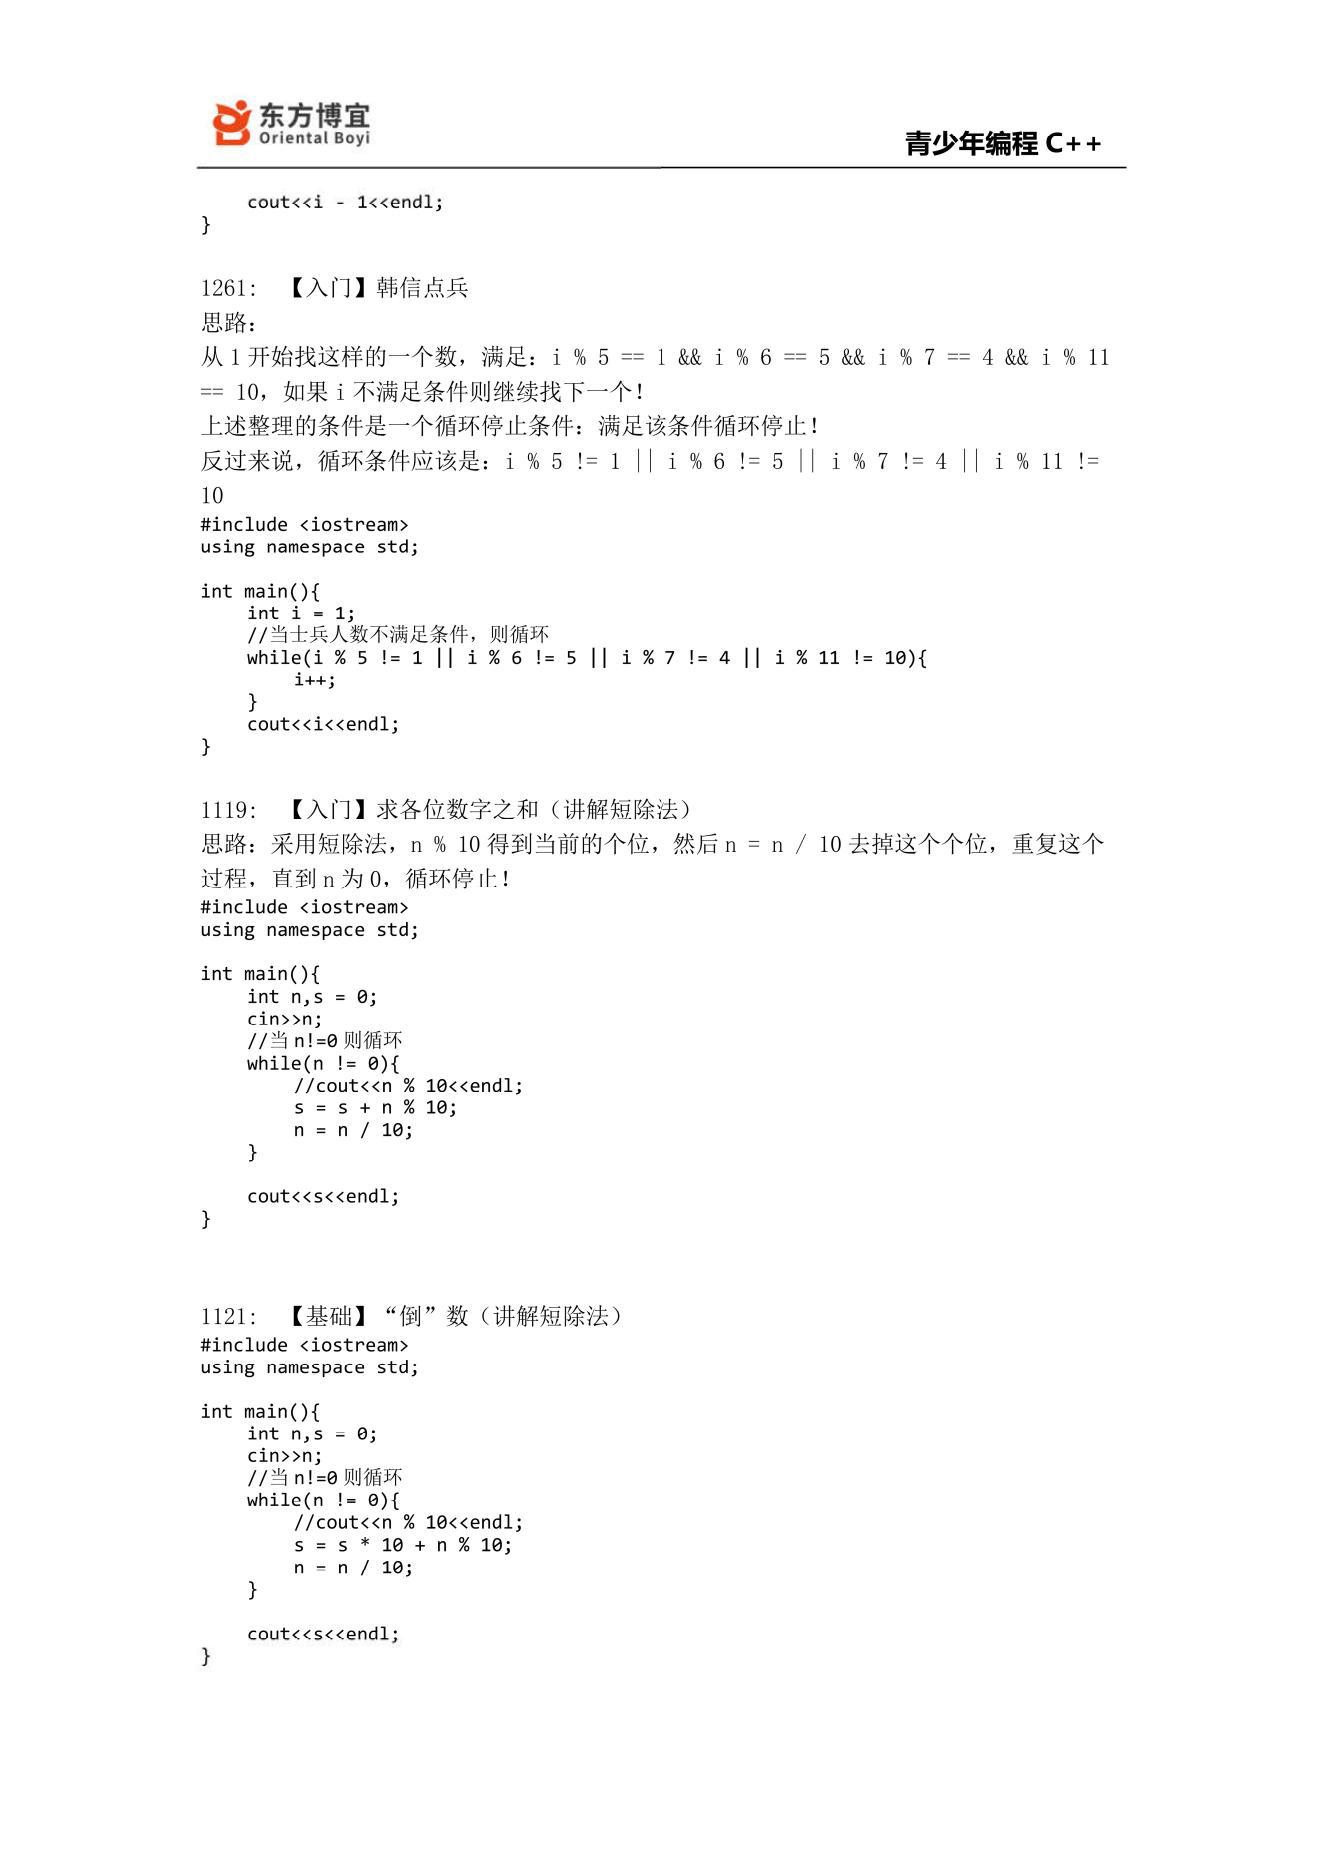 东方博宜
Oriental Boyi
青少年编程 C++
cout<<i - 1<<endl;
}
1261: 【入门】韩信点兵
思路：
从 1 开始找这样的一个数，满足：i % 5 == 1 && i % 6 == 5 && i % 7 == 4 && i % 11
== 10，如果 i 不满足条件则继续找下一个！
上述整理的条件是一个循环停止条件：满足该条件循环停止！
反过来说，循环条件应该是：i % 5 != 1 || i % 6 != 5 || i % 7 != 4 || i % 11 !=
10
#include <iostream>
using namespace std;
int main(){
int i = 1;
//当士兵人数不满足条件，则循环
while(i % 5 != 1 || i % 6 != 5 || i % 7 != 4 || i % 11 != 10){
i++;
}
cout<<i<<endl;
}
1119: 【入门】求各位数字之和（讲解短除法）
思路：采用短除法，n % 10 得到当前的个位，然后 n = n / 10 去掉这个个位，重复这个
过程，直到 n 为 0，循环停止！
#include <iostream>
using namespace std;
int main(){
int n,s = 0;
cin>>n;
//当 n!=0 则循环
while(n != 0){
//cout<<n % 10<<endl;
s = s + n % 10;
n = n / 10;
}
cout<<s<<endl;
}
1121: 【基础】“倒”数（讲解短除法）
#include <iostream>
using namespace std;
int main(){
int n,s = 0;
cin>>n;
//当 n!=0 则循环
while(n != 0){
//cout<<n % 10<<endl;
s = s * 10 + n % 10;
n = n / 10;
}
cout<<s<<endl;
}